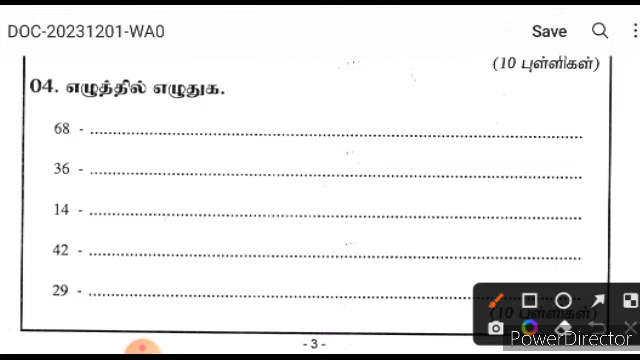 DOC-20231201-WA0 Save
(10 புள்ளிகள்)
04. எழுத்தில் எழுதுக.
68 - ........................................
36 - ........................................
14 - ........................................
42 - ........................................
29 - ........................................
(10 புள்ளிகள்)
- 3 -
PowerDirector